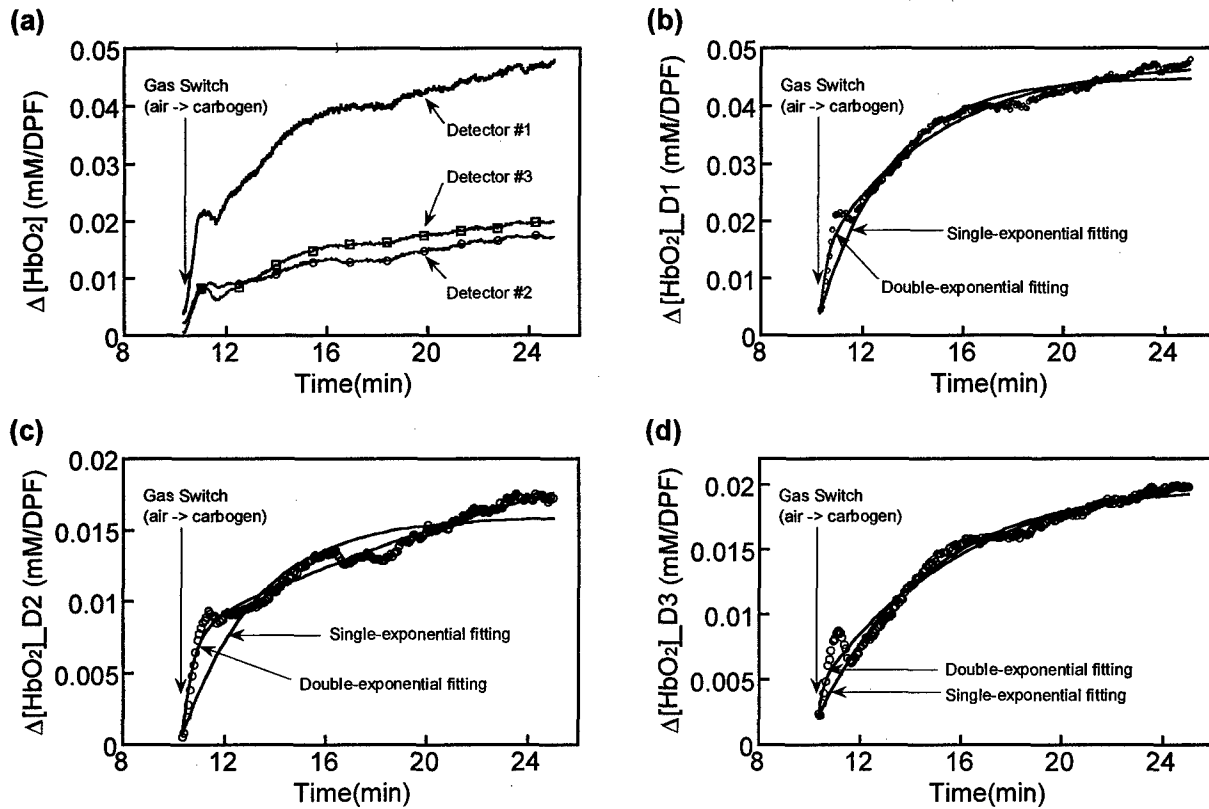 (a)
Δ[HbO₂] (mM/DPF)
0.05
0.04
0.03
0.02
0.01
0
Gas Switch
(air -> carbogen)
Detector #1
Detector #3
Detector #2
8 12 16 20 24
Time(min)
(b)
Δ[HbO₂]_D1 (mM/DPF)
0.05
0.04
0.03
0.02
0.01
0
Gas Switch
(air -> carbogen)
Single-exponential fitting
Double-exponential fitting
8 12 16 20 24
Time(min)
(c)
Δ[HbO₂]_D2 (mM/DPF)
0.02
0.015
0.01
0.005
0
Gas Switch
(air -> carbogen)
Single-exponential fitting
Double-exponential fitting
8 12 16 20 24
Time(min)
(d)
Δ[HbO₂]_D3 (mM/DPF)
0.02
0.015
0.01
0.005
0
Gas Switch
(air -> carbogen)
Double-exponential fitting
Single-exponential fitting
8 12 16 20 24
Time(min)